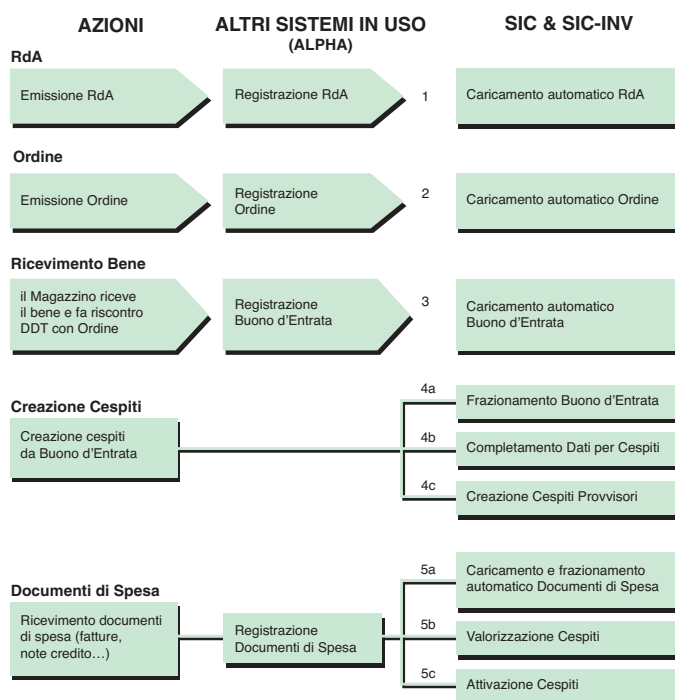 AZIONI
ALTRI SISTEMI IN USO
(ALPHA)
SIC & SIC-INV
RdA
Emissione RdA
Registrazione RdA
1
Caricamento automatico RdA
Ordine
Emissione Ordine
Registrazione
Ordine
2
Caricamento automatico Ordine
Ricevimento Bene
il Magazzino riceve
il bene e fa riscontro
DDT con Ordine
Registrazione
Buono d'Entrata
3
Caricamento automatico
Buono d'Entrata
Creazione Cespiti
Creazione cespiti
da Buono d'Entrata
4a
Frazionamento Buono d'Entrata
4b
Completamento Dati per Cespiti
4c
Creazione Cespiti Provvisori
Documenti di Spesa
Ricevimento documenti
di spesa (fatture,
note credito…)
Registrazione
Documenti di Spesa
5a
Caricamento e frazionamento
automatico Documenti di Spesa
5b
Valorizzazione Cespiti
5c
Attivazione Cespiti